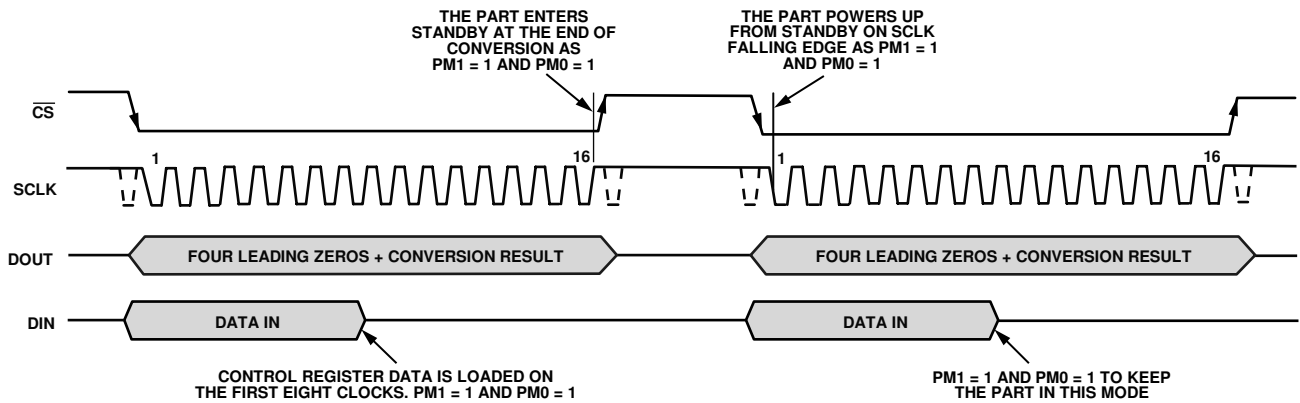 THE PART ENTERS
STANDBY AT THE END OF
CONVERSION AS
PM1 = 1 AND PM0 = 1
THE PART POWERS UP
FROM STANDBY ON SCLK
FALLING EDGE AS PM1 = 1
AND PM0 = 1
CS
1
16
1
16
SCLK
DOUT
FOUR LEADING ZEROS + CONVERSION RESULT
FOUR LEADING ZEROS + CONVERSION RESULT
DIN
DATA IN
DATA IN
CONTROL REGISTER DATA IS LOADED ON
THE FIRST EIGHT CLOCKS. PM1 = 1 AND PM0 = 1
PM1 = 1 AND PM0 = 1 TO KEEP
THE PART IN THIS MODE